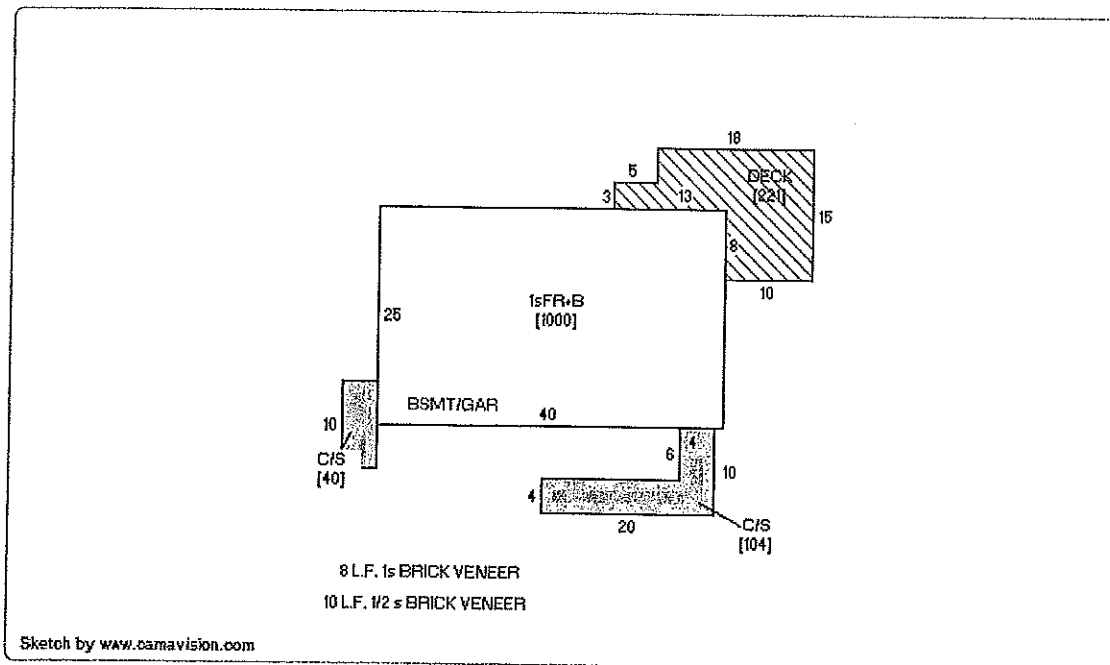 18
5
DECK
[221]
3
13
15
8
10
1sFR+B
[1000]
25
BSMT/GAR
40
10
C/S
[40]
4
6
10
4
20
C/S
[104]
8 L.F. 1s BRICK VENEER
10 L.F. 1/2 s BRICK VENEER
Sketch by www.camavision.com